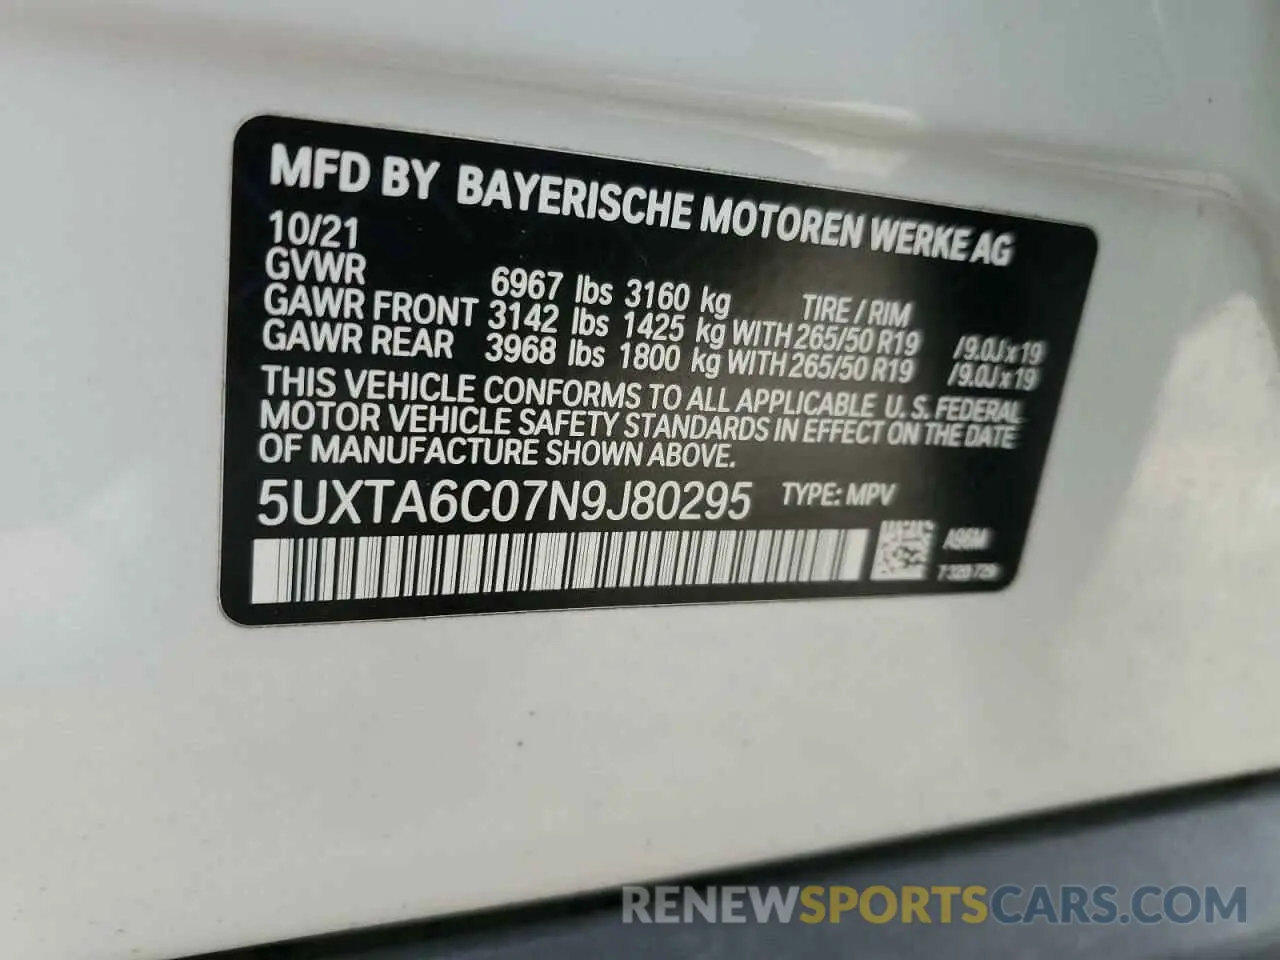 MFD BY BAYERISCHE MOTOREN WERKE AG
10/21
GVWR 6967 lbs 3160 kg TIRE / RIM
GAWR FRONT 3142 lbs 1425 kg WITH 265/50 R19 /9.0J x 19
GAWR REAR 3968 lbs 1800 kg WITH 265/50 R19 /9.0J x 19
THIS VEHICLE CONFORMS TO ALL APPLICABLE U. S. FEDERAL
MOTOR VEHICLE SAFETY STANDARDS IN EFFECT ON THE DATE
OF MANUFACTURE SHOWN ABOVE.
5UXTA6C07N9J80295 TYPE: MPV
A96M
RENEWSPORTSCARS.COM